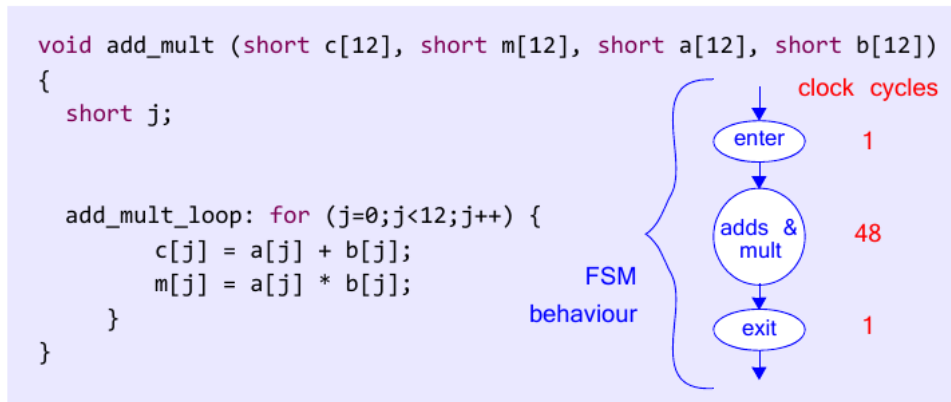 void add_mult (short c[12], short m[12], short a[12], short b[12])
{
short j;
add_mult_loop: for (j=0;j<12;j++) {
c[j] = a[j] + b[j];
m[j] = a[j] * b[j];
}
}
FSM
behaviour
clock cycles
enter
1
adds &
mult
48
exit
1